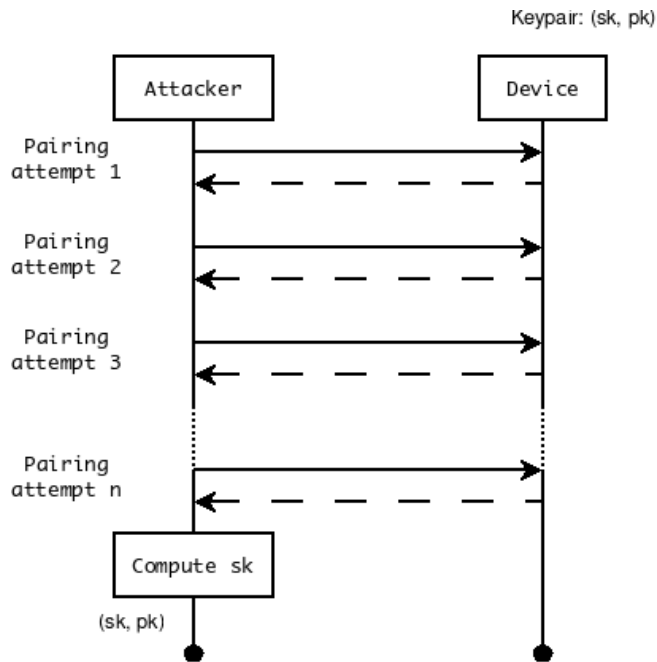 Keypair: (sk, pk)
Attacker
Device
Pairing
attempt 1
Pairing
attempt 2
Pairing
attempt 3
Pairing
attempt n
Compute sk
(sk, pk)